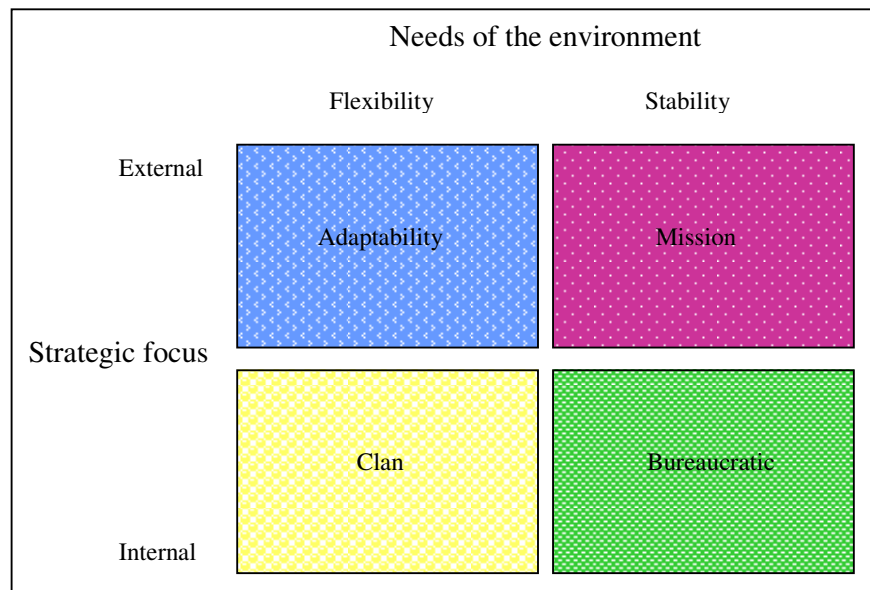 Needs of the environment
Flexibility Stability
External
Adaptability Mission
Strategic focus
Clan Bureaucratic
Internal